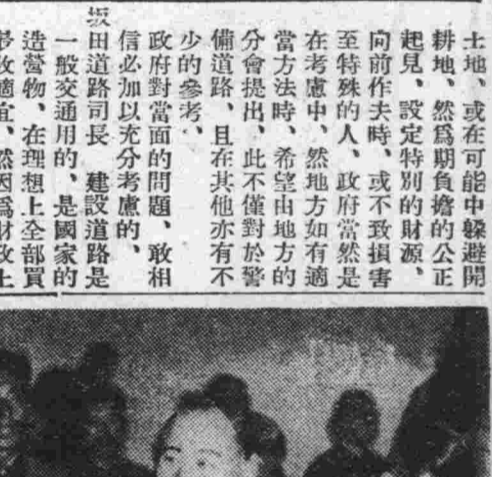 土地、或在可能中躲避開
耕地、然爲期負擔的公正
起見、設定特別的財源、
向前作夫時、或不致損害
至特殊的人、政府當然是
在考慮中、然地方如有適
當方法時、希望由地方的
分會提出、此不僅對於警
備道路、且在其他亦有不
少的參考、
政府對當面的問題、敢相
信必加以充分考慮的、
坂田道路司長　建設道路是
一般交通用的、是國家的
造營物、在理想上全部買
收適宜、然因爲財政上